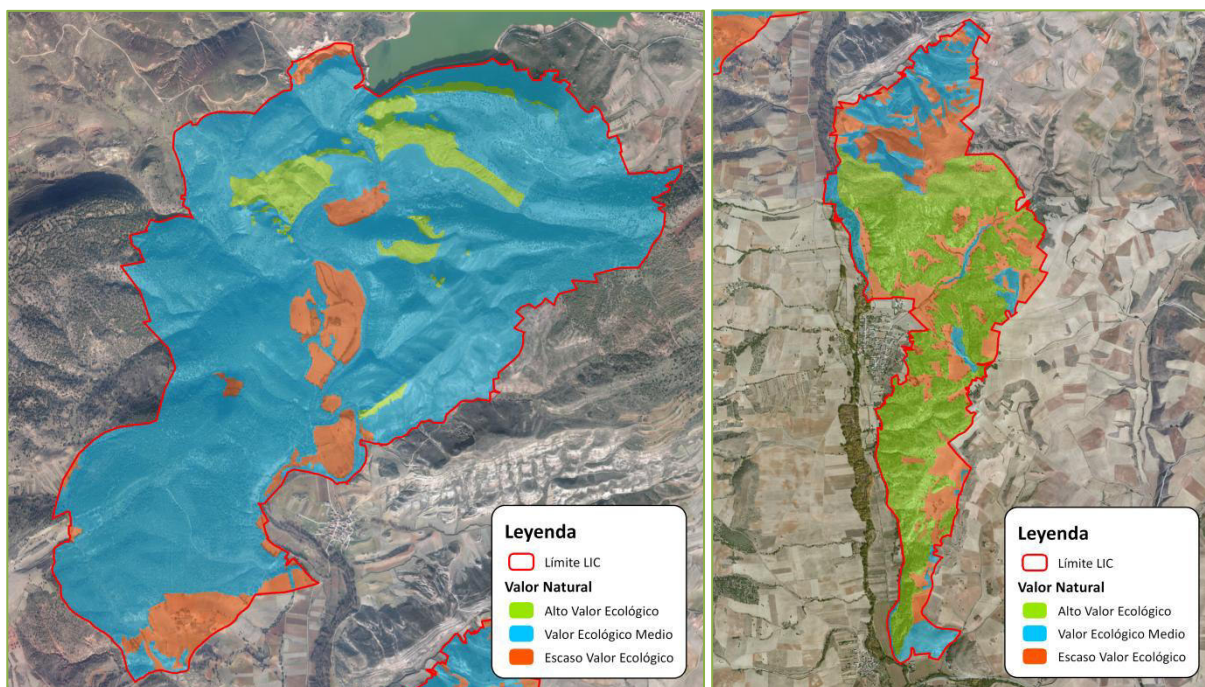 Leyenda
Límite LIC
Valor Natural
Alto Valor Ecológico
Valor Ecológico Medio
Escaso Valor Ecológico
Leyenda
Límite LIC
Valor Natural
Alto Valor Ecológico
Valor Ecológico Medio
Escaso Valor Ecológico